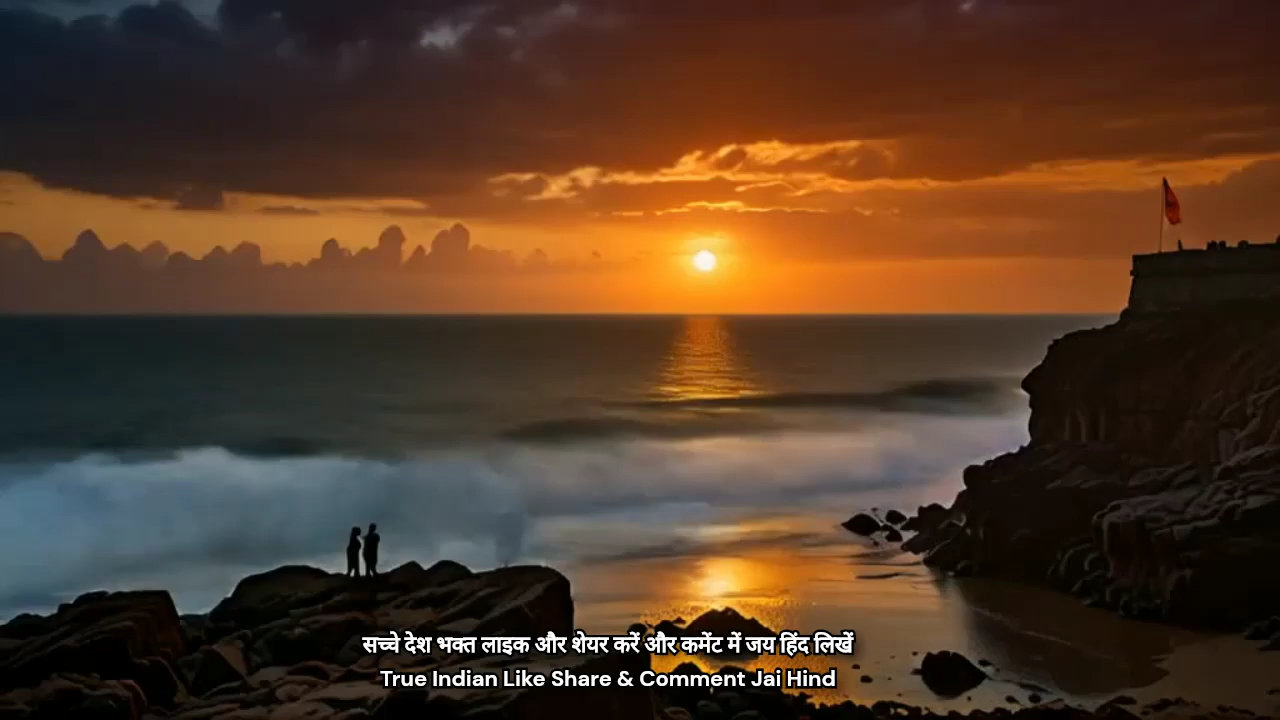 सच्चे देश भक्त लाइक और शेयर करें और कमेंट में जय हिंद लिखें
True Indian Like Share & Comment Jai Hind